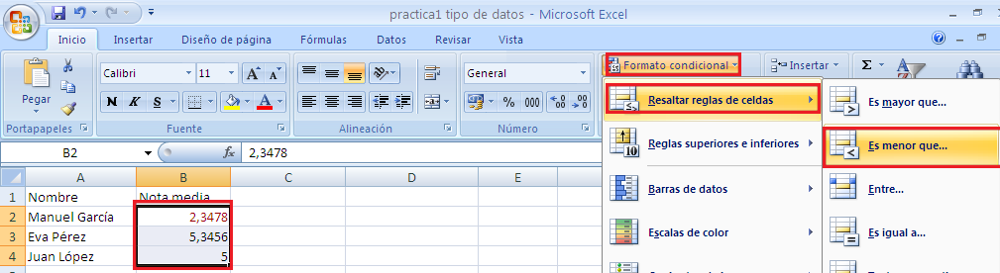 practica1 tipo de datos - Microsoft Excel
Inicio Insertar Diseño de página Fórmulas Datos Revisar Vista
Pegar
Calibri 11 General
N K S % 000
Portapapeles Fuente Alineación Número
Formato condicional Insertar Σ
Resaltar reglas de celdas
Reglas superiores e inferiores
Barras de datos
Escalas de color
Es mayor que...
Es menor que...
Entre...
Es igual a...
B2 fx 2,3478
A B C D E
1 Nombre Nota media
2 Manuel García 2,3478
3 Eva Pérez 5,3456
4 Juan López 5